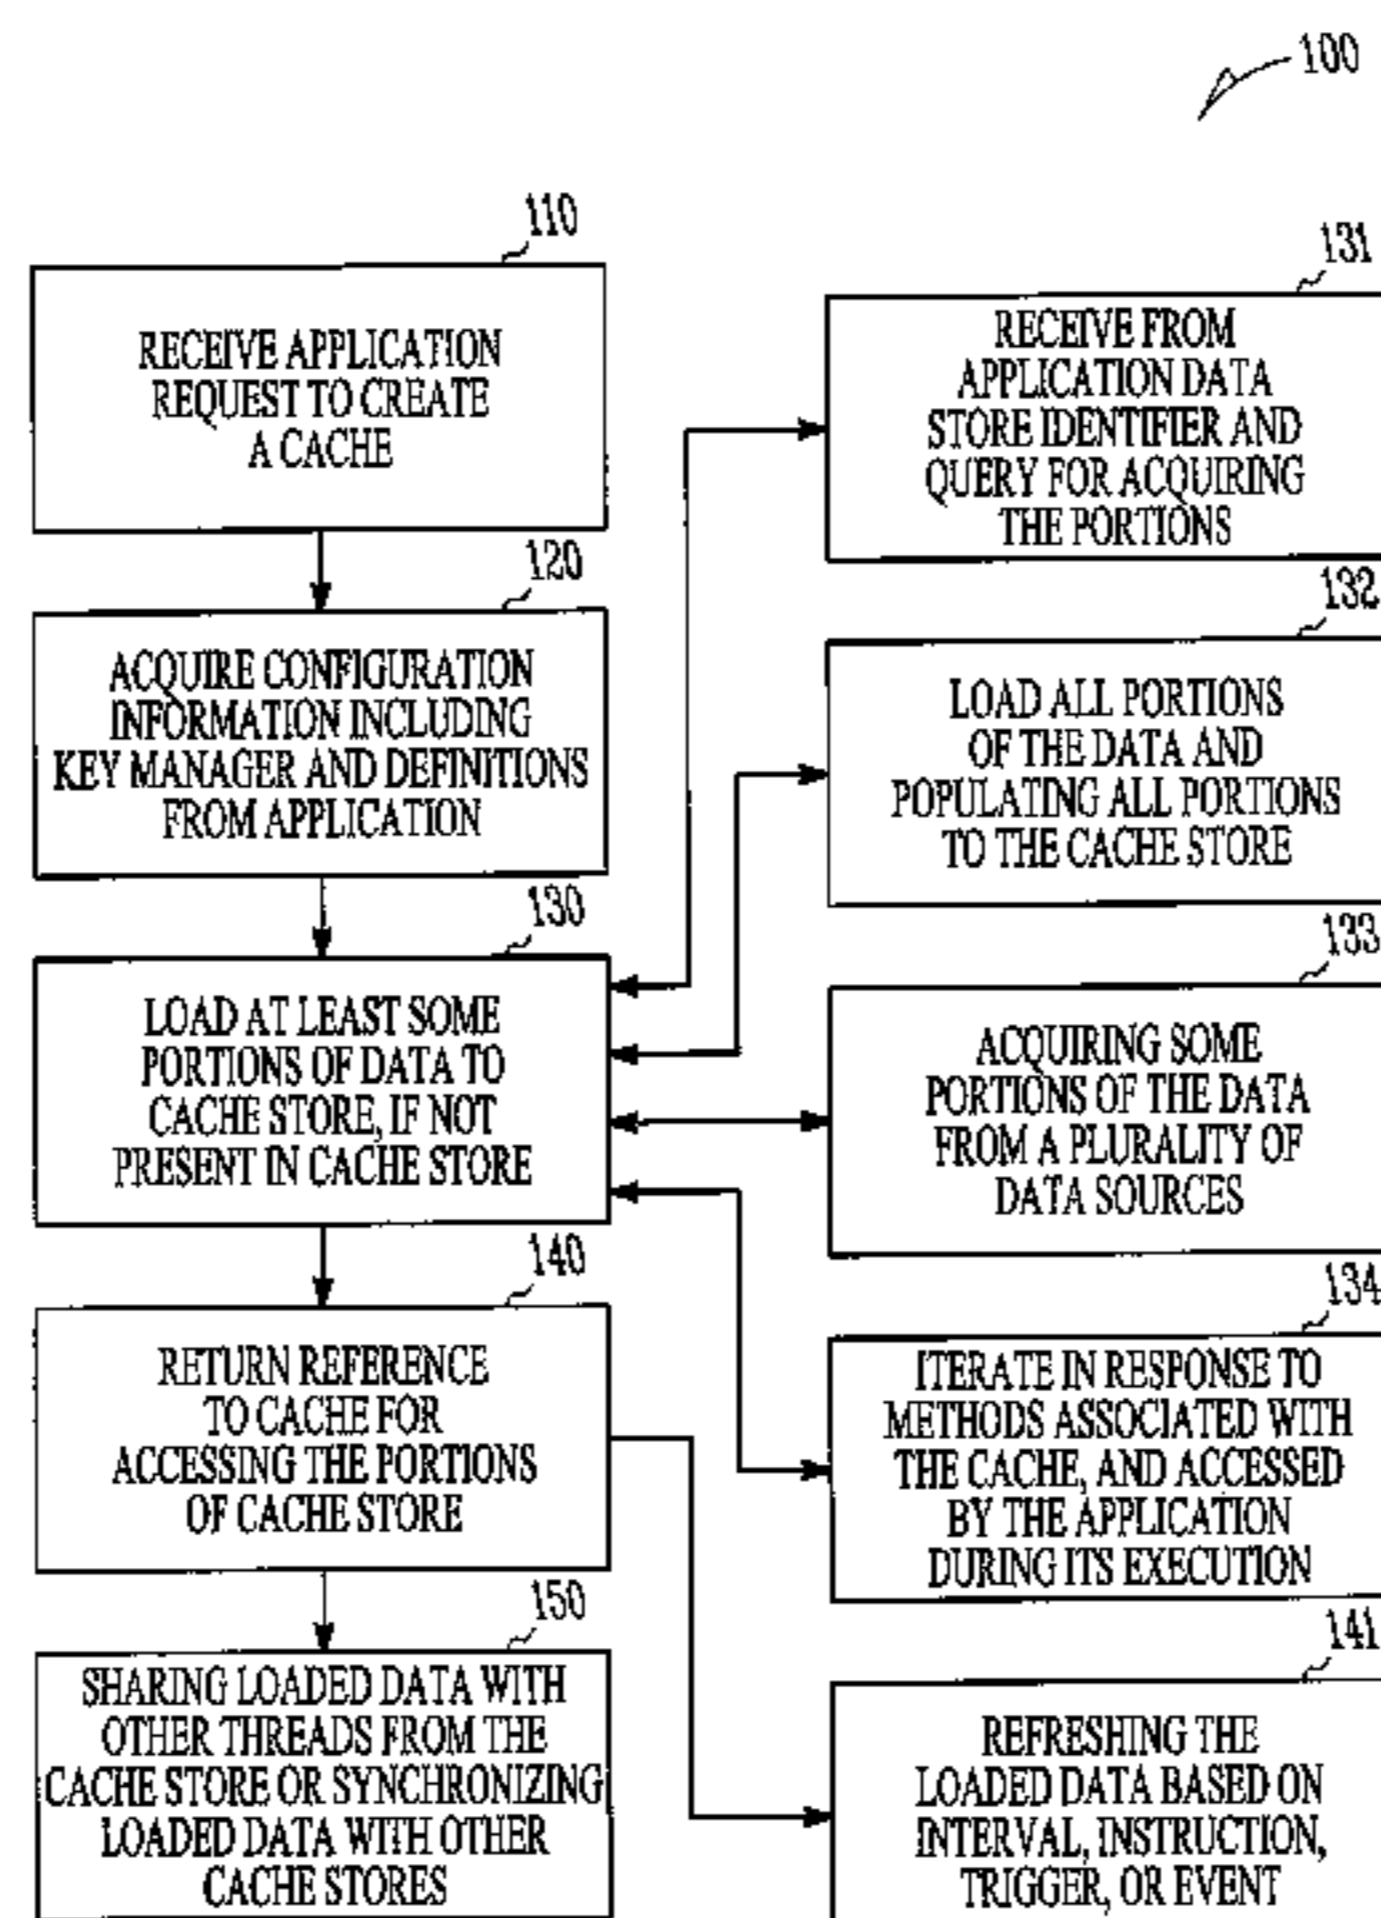 100
110
RECEIVE APPLICATION
REQUEST TO CREATE
A CACHE
120
ACQUIRE CONFIGURATION
INFORMATION INCLUDING
KEY MANAGER AND DEFINITIONS
FROM APPLICATION
130
LOAD AT LEAST SOME
PORTIONS OF DATA TO
CACHE STORE, IF NOT
PRESENT IN CACHE STORE
140
RETURN REFERENCE
TO CACHE FOR
ACCESSING THE PORTIONS
OF CACHE STORE
150
SHARING LOADED DATA WITH
OTHER THREADS FROM THE
CACHE STORE OR SYNCHRONIZING
LOADED DATA WITH OTHER
CACHE STORES
131
RECEIVE FROM
APPLICATION DATA
STORE IDENTIFIER AND
QUERY FOR ACQUIRING
THE PORTIONS
132
LOAD ALL PORTIONS
OF THE DATA AND
POPULATING ALL PORTIONS
TO THE CACHE STORE
133
ACQUIRING SOME
PORTIONS OF THE DATA
FROM A PLURALITY OF
DATA SOURCES
134
ITERATE IN RESPONSE TO
METHODS ASSOCIATED WITH
THE CACHE, AND ACCESSED
BY THE APPLICATION
DURING ITS EXECUTION
141
REFRESHING THE
LOADED DATA BASED ON
INTERVAL, INSTRUCTION,
TRIGGER, OR EVENT